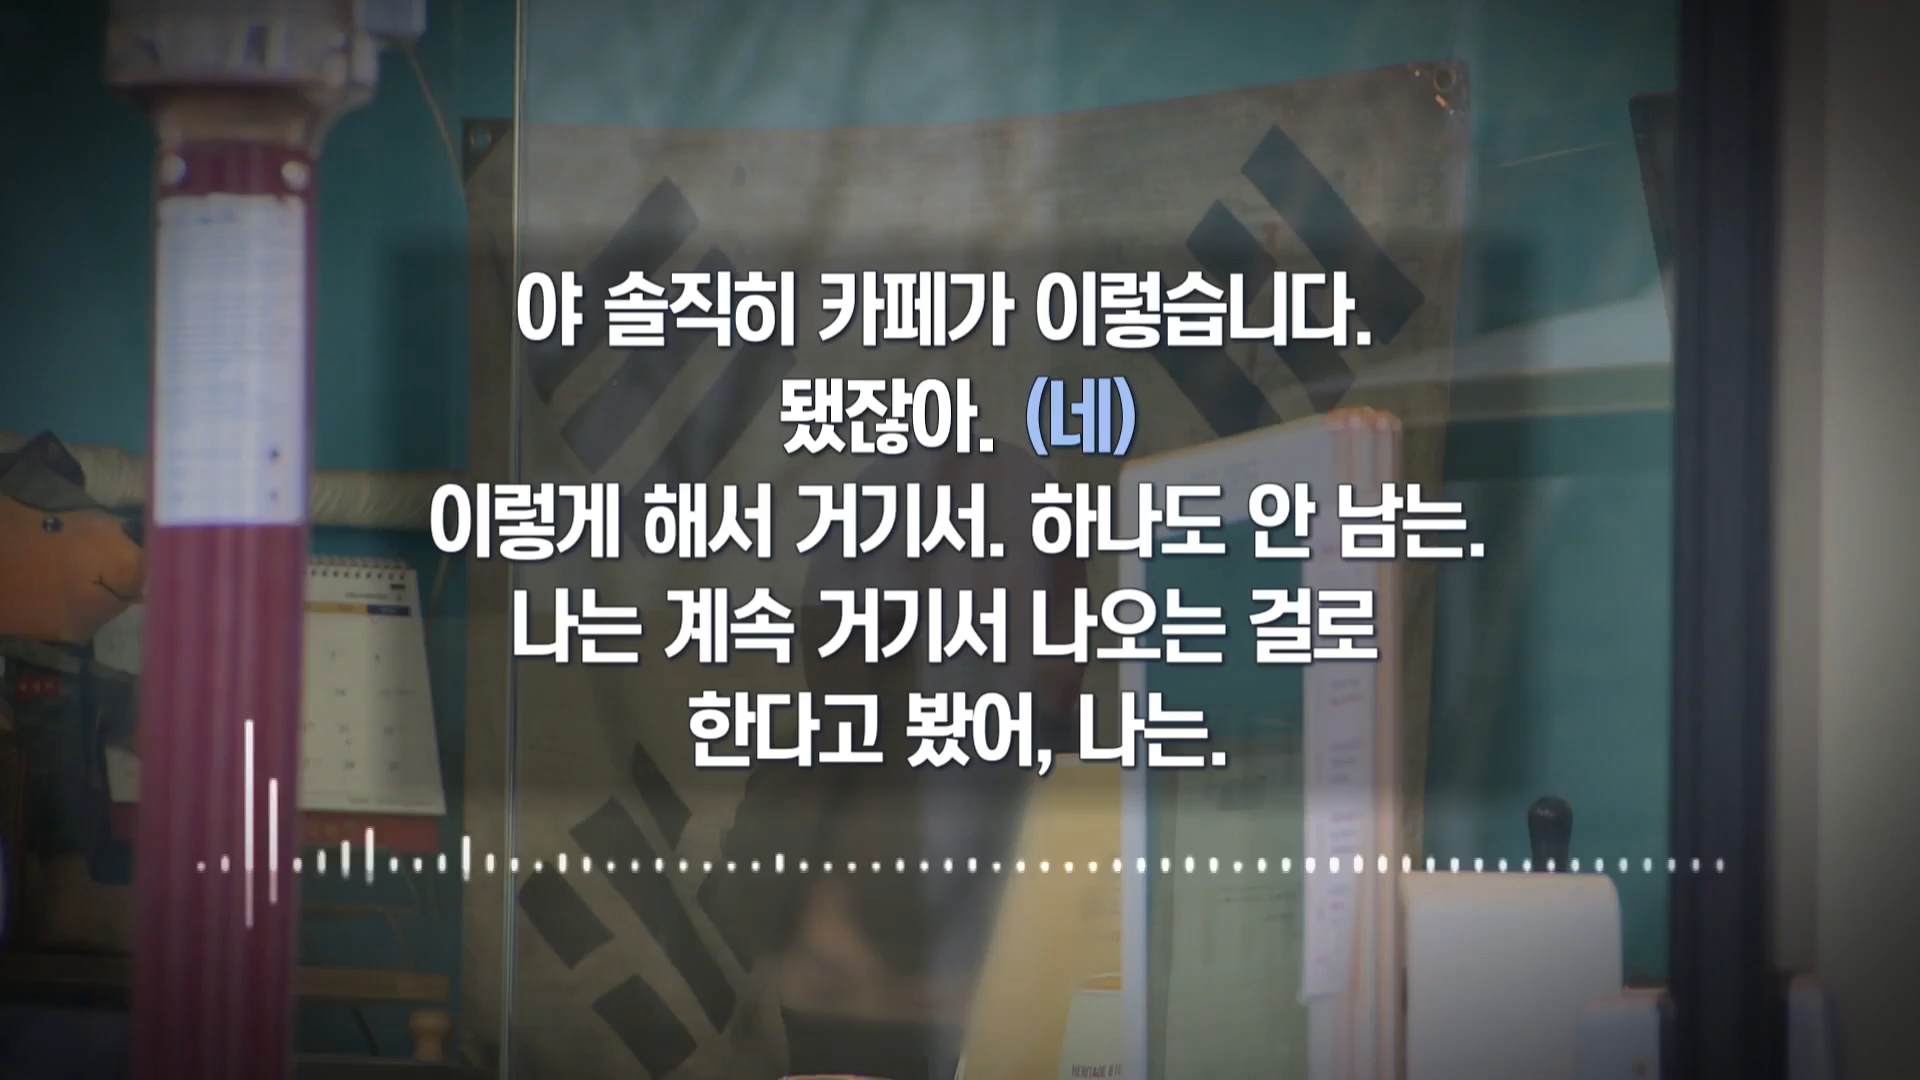 야 솔직히 카페가 이렇습니다.
됐잖아. (네)
이렇게 해서 거기서. 하나도 안 남는.
나는 계속 거기서 나오는 걸로
한다고 봤어, 나는.
HERITAGE